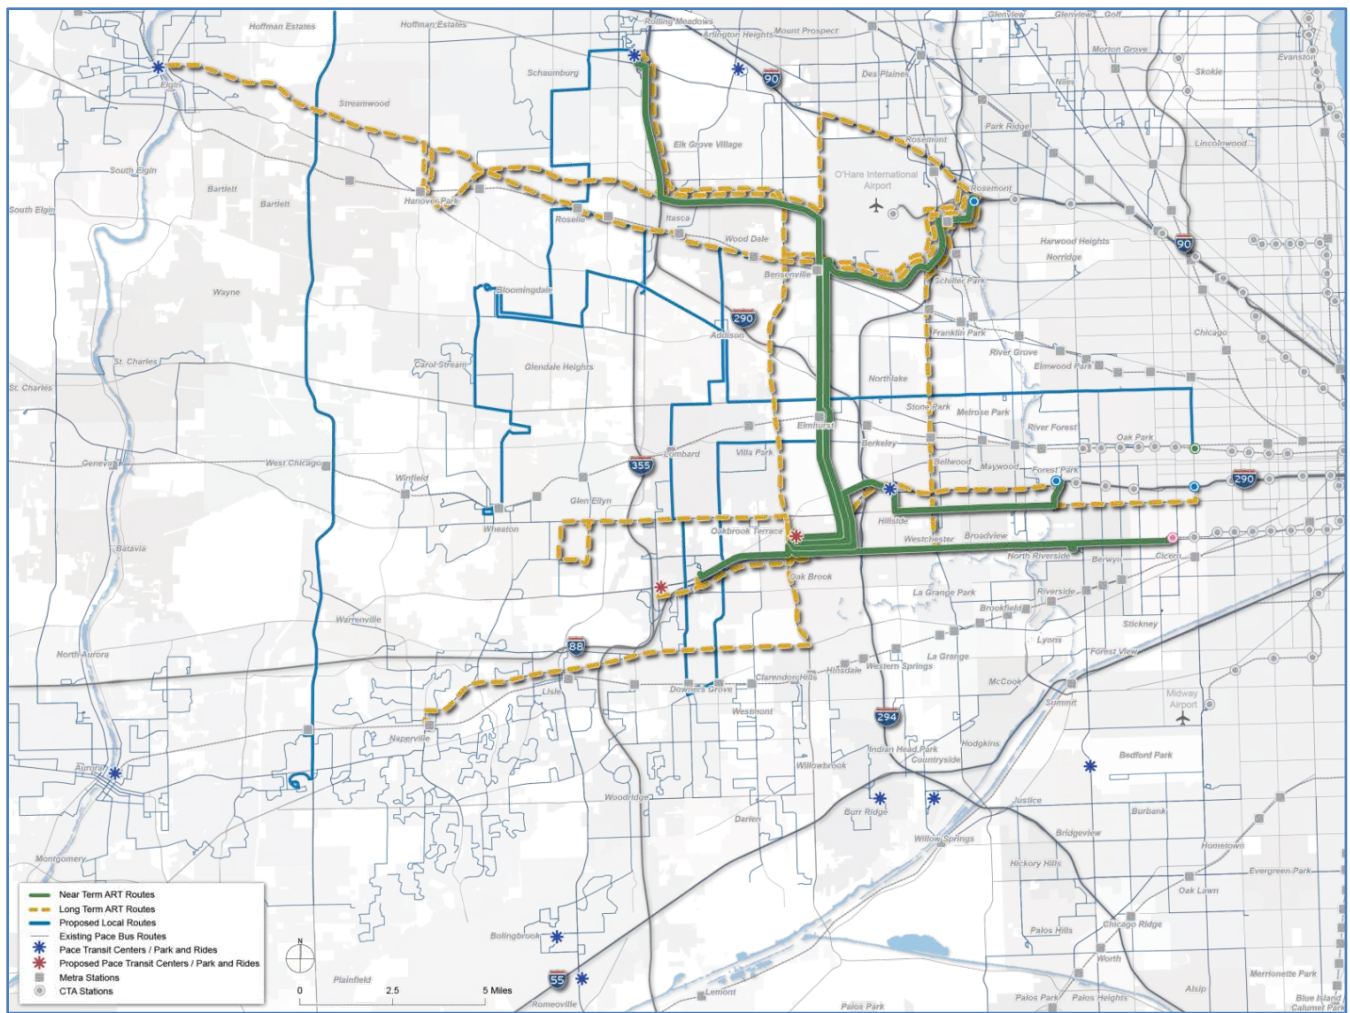 Hoffman Estates
Hoffman Estates
Rolling Meadows
Arlington Heights
Mount Prospect
Glenview
Glenview
Golf
Morton Grove
Evanston
Elgin
Streamwood
Schaumburg
90
Des Plaines
Niles
Skokie
South Elgin
Bartlett
Bartlett
Hanover Park
Elk Grove Village
O'Hare International
Airport
Rosemont
Rosemont
Park Ridge
Lincolnwood
South Elgin
Roselle
Itasca
Wood Dale
Bensenville
Harwood Heights
Norridge
90
Wayne
Bloomingdale
290
Addison
Schiller Park
Franklin Park
River Grove
Elmwood Park
Chicago
St. Charles
St. Charles
Carol Stream
Glendale Heights
Northlake
Stone Park
Melrose Park
River Forest
Oak Park
Elmhurst
Berkeley
Geneva
West Chicago
Winfield
355
Lombard
Villa Park
Bellwood
Maywood
Forest Park
290
Glen Ellyn
Wheaton
Hillside
Oakbrook Terrace
Westchester
Broadview
North Riverside
Berwyn
Cicero
Batavia
Oak Brook
La Grange Park
Brookfield
Riverside
Stickney
Warrenville
North Aurora
88
Lyons
Forest View
La Grange
Western Springs
Hinsdale
Clarendon Hills
McCook
Summit
Midway
Airport
Lisle
Downers Grove
Westmont
Naperville
294
Indian Head Park
Countryside
Hodgkins
Bedford Park
Aurora
Willowbrook
Woodridge
Darien
Burr Ridge
Justice
Burbank
Bridgeview
Willow Springs
Hometown
Montgomery
Hickory Hills
Evergreen Park
Oak Lawn
Chicago Ridge
Palos Hills
Worth
Bolingbrook
Merrionette Park
Plainfield
55
Romeoville
Lemont
Palos Park
Palos Park
Palos Heights
Alsip
Blue Island
Calumet Park
Near Term ART Routes
Long Term ART Routes
Proposed Local Routes
Existing Pace Bus Routes
Pace Transit Centers / Park and Rides
Proposed Pace Transit Centers / Park and Rides
Metra Stations
CTA Stations
N
0 2.5 5 Miles